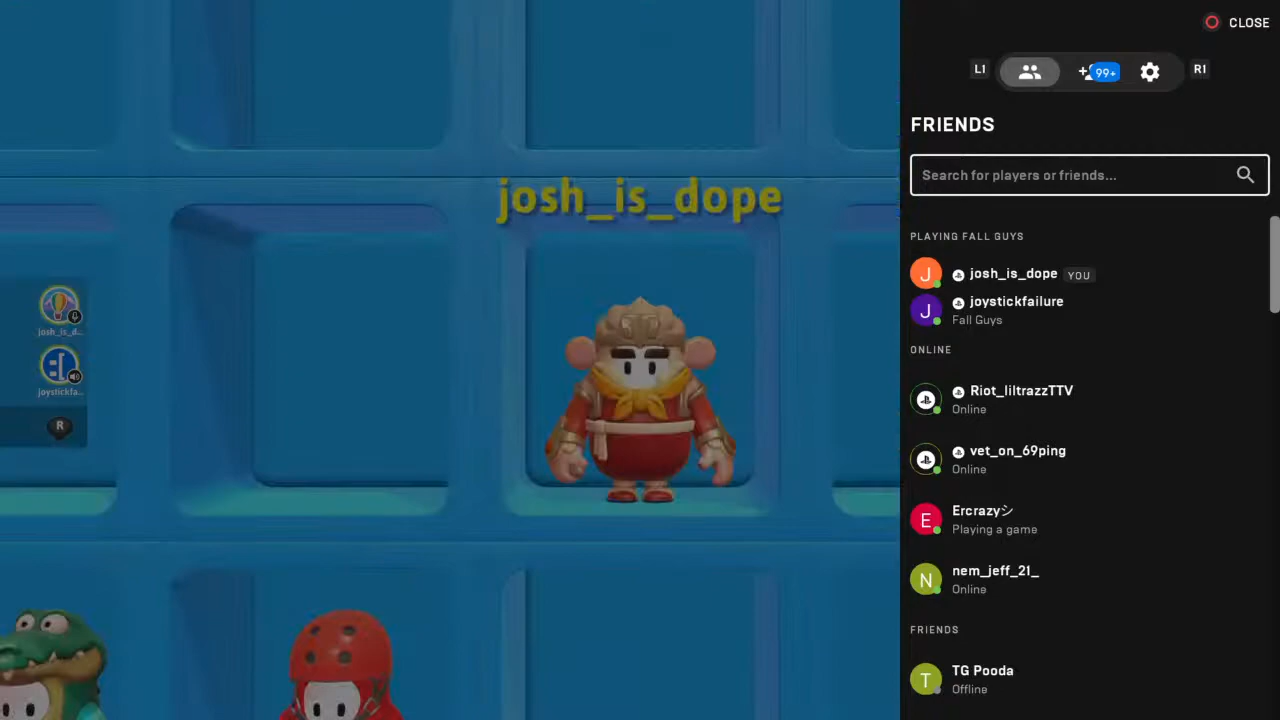 CLOSE
L1
99+
R1
FRIENDS
Search for players or friends...
PLAYING FALL GUYS
J
josh_is_dope YOU
J
joystickfailure
Fall Guys
ONLINE
Riot_liltrazzTTV
Online
vet_on_69ping
Online
E
Ercrazyシ
Playing a game
N
nem_jeff_21_
Online
FRIENDS
T
TG Pooda
Offline
josh_is_dope
josh_is_d...
joystickfa...
R